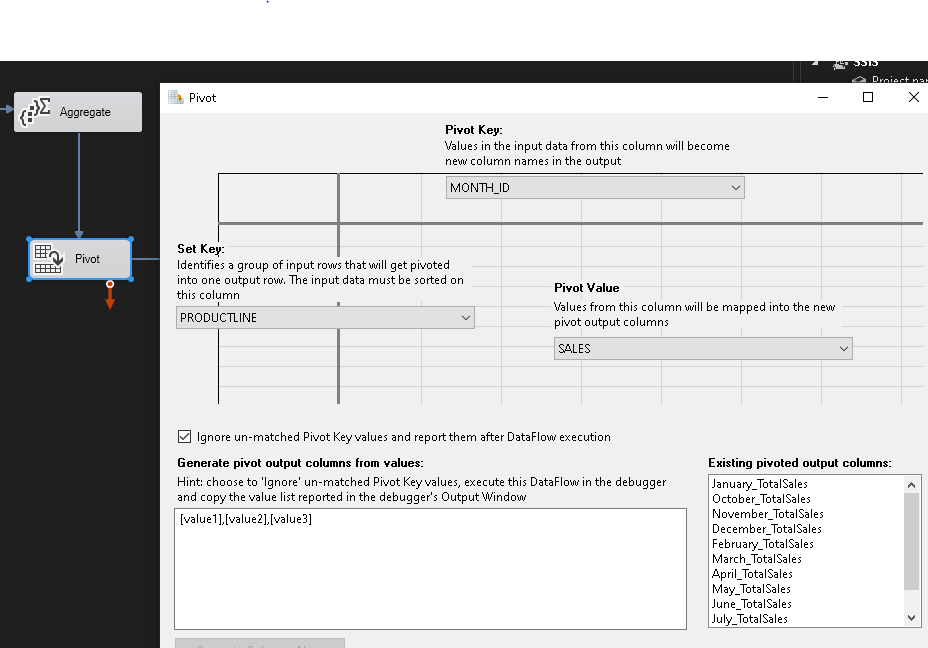 SSIS
Project
Aggregate
Pivot
Pivot
Pivot Key:
Values in the input data from this column will become
new column names in the output
MONTH_ID
Set Key:
Identifies a group of input rows that will get pivoted
into one output row. The input data must be sorted on
this column
PRODUCTLINE
Pivot Value
Values from this column will be mapped into the new
pivot output columns
SALES
Ignore un-matched Pivot Key values and report them after DataFlow execution
Generate pivot output columns from values:
Hint: choose to 'Ignore' un-matched Pivot Key values, execute this DataFlow in the debugger
and copy the value list reported in the debugger's Output Window
[value1],[value2],[value3]
Existing pivoted output columns:
January_TotalSales
October_TotalSales
November_TotalSales
December_TotalSales
February_TotalSales
March_TotalSales
April_TotalSales
May_TotalSales
June_TotalSales
July_TotalSales